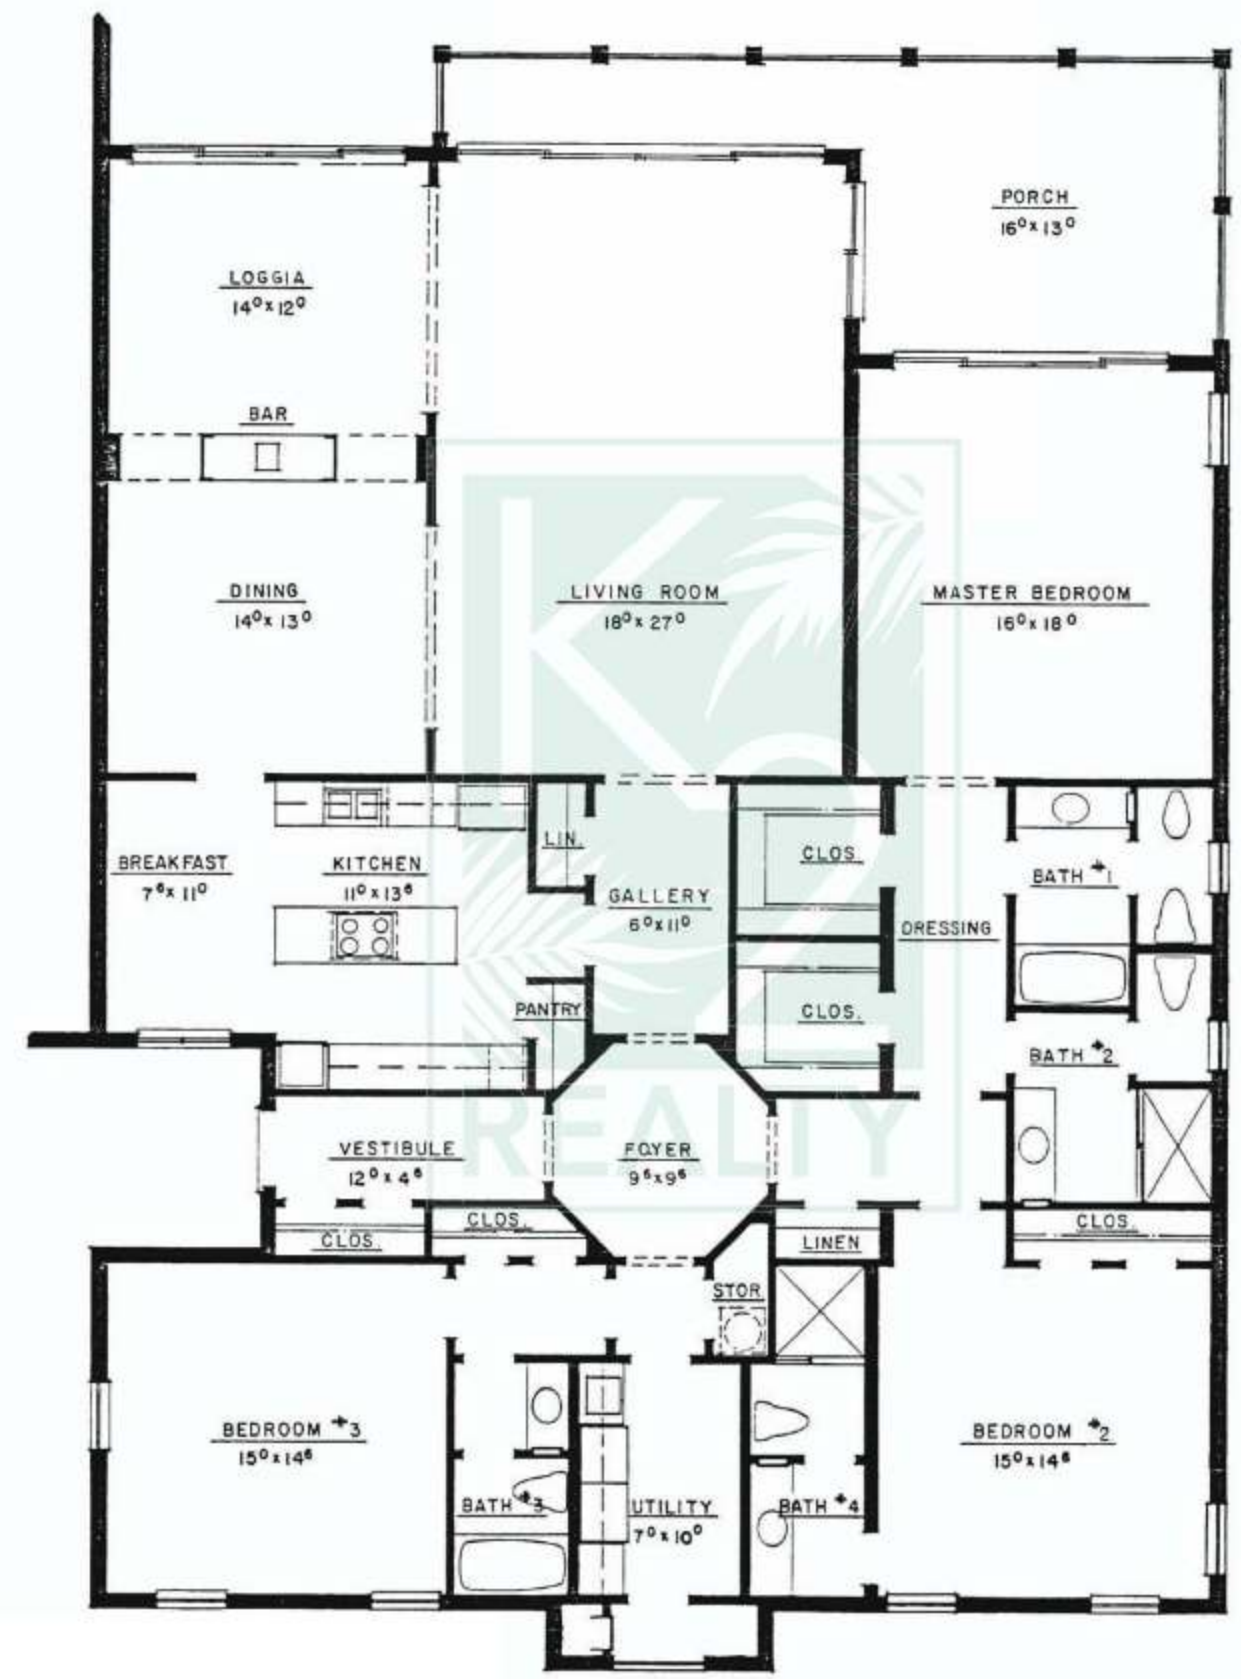 PORCH
16⁰ x 13⁰
LOGGIA
14⁰ x 12⁰
BAR
DINING
14⁰ x 13⁰
LIVING ROOM
18⁰ x 27⁰
MASTER BEDROOM
16⁰ x 18⁰
K2
REALTY
BREAKFAST
7⁶ x 11⁰
KITCHEN
11⁰ x 13⁶
LIN.
GALLERY
6⁰ x 11⁰
CLOS.
BATH #1
DRESSING
PANTRY
CLOS.
BATH #2
VESTIBULE
12⁰ x 4⁶
FOYER
9⁶ x 9⁶
CLOS.
CLOS.
LINEN
CLOS.
STOR
BEDROOM #3
15⁰ x 14⁶
BATH #3
UTILITY
7⁰ x 10⁰
BATH #4
BEDROOM #2
15⁰ x 14⁶